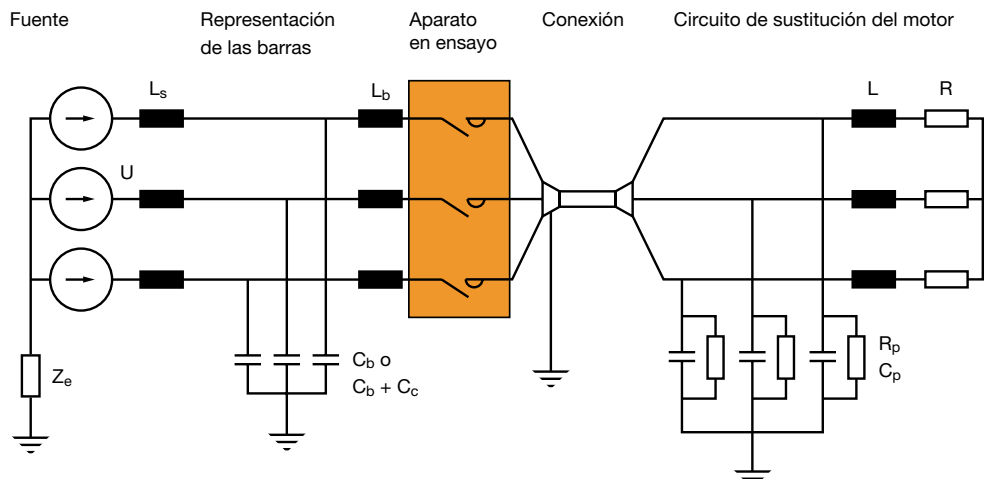 Fuente
Representación
de las barras
Aparato
en ensayo
Conexión
Circuito de sustitución del motor
Ls
Lb
L
R
U
Ze
Cb o
Cb + Cc
Rp
Cp